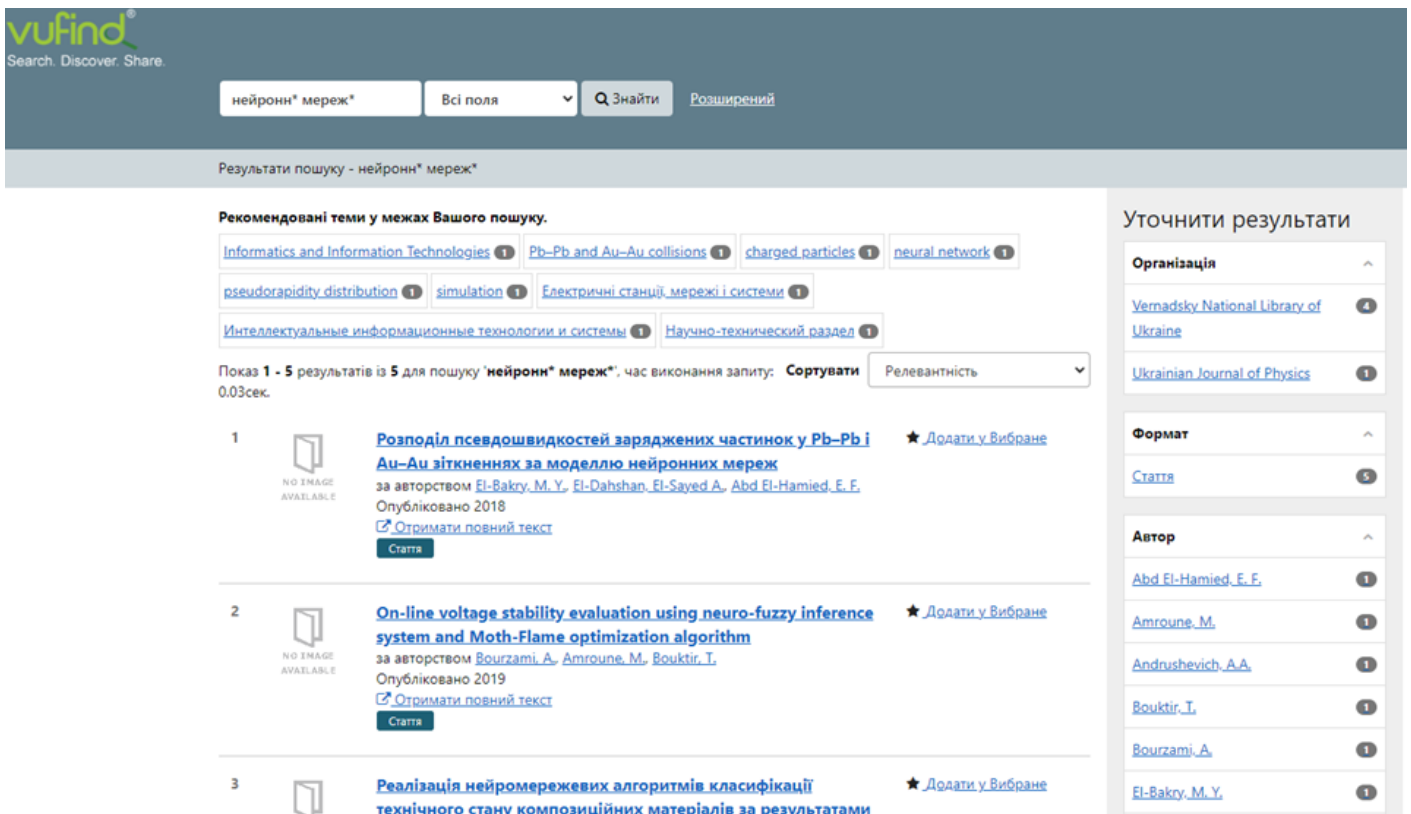 vufind®
Search. Discover. Share.
нейронн* мереж*
Всі поля
Знайти
Розширений
Результати пошуку - нейронн* мереж*
Рекомендовані теми у межах Вашого пошуку.
Informatics and Information Technologies 1
Pb–Pb and Au–Au collisions 1
charged particles 1
neural network 1
pseudorapidity distribution 1
simulation 1
Електричні станції, мережі і системи 1
Интеллектуальные информационные технологии и системы 1
Научно-технический раздел 1
Показ 1 - 5 результатів із 5 для пошуку 'нейронн* мереж*', час виконання запиту:
0.03сек.
Сортувати
Релевантність
1
NO IMAGE
AVAILABLE
Розподіл псевдошвидкостей заряджених частинок у Pb–Pb і
Au–Au зіткненнях за моделлю нейронних мереж
за авторством El-Bakry, M. Y., El-Dahshan, El-Sayed A., Abd El-Hamied, E. F.
Опубліковано 2018
Отримати повний текст
Стаття
Додати у Вибране
2
NO IMAGE
AVAILABLE
On-line voltage stability evaluation using neuro-fuzzy inference
system and Moth-Flame optimization algorithm
за авторством Bourzami, A., Amroune, M., Bouktir, T.
Опубліковано 2019
Отримати повний текст
Стаття
Додати у Вибране
3
Реалізація нейромережевих алгоритмів класифікації
технічного стану композиційних матеріалів за результатами
Додати у Вибране
Уточнити результати
Організація
Vernadsky National Library of
Ukraine
4
Ukrainian Journal of Physics 1
Формат
Стаття 5
Автор
Abd El-Hamied, E. F. 1
Amroune, M. 1
Andrushevich, A.A. 1
Bouktir, T. 1
Bourzami, A. 1
El-Bakry, M. Y. 1